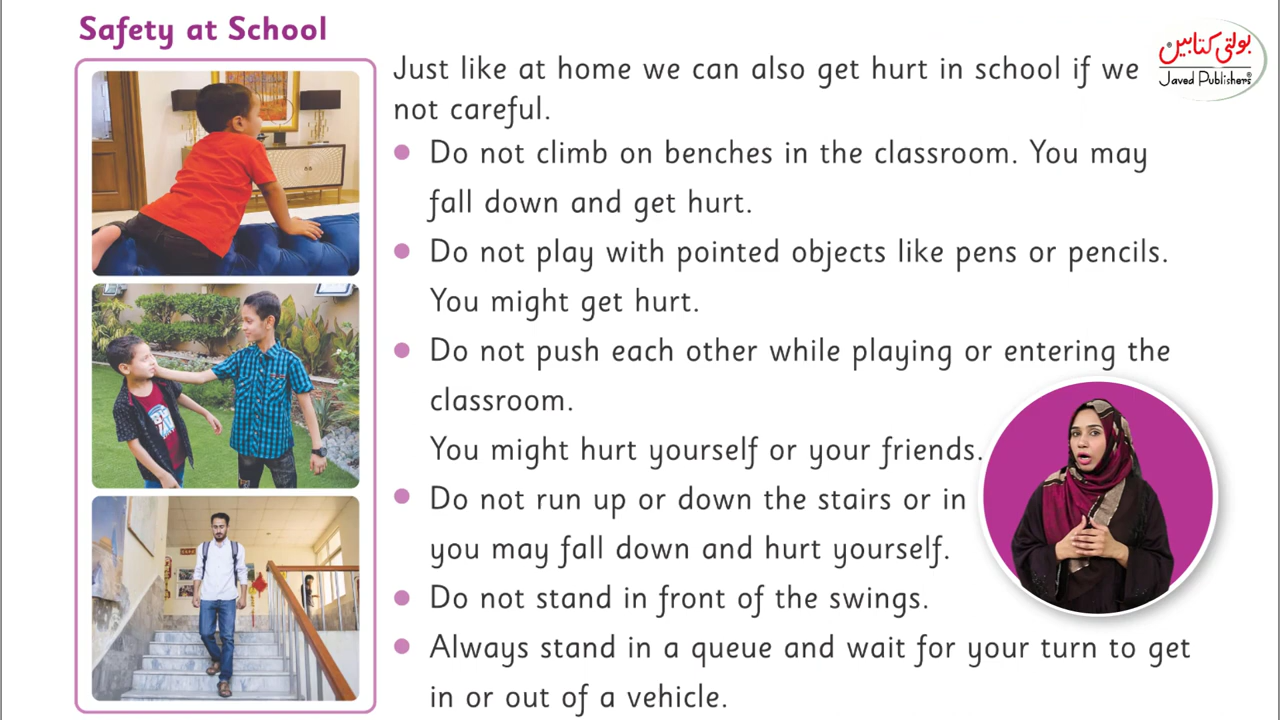 Safety at School
بولتی کتابیں
Javed Publishers®
Just like at home we can also get hurt in school if we
not careful.
Do not climb on benches in the classroom. You may
fall down and get hurt.
Do not play with pointed objects like pens or pencils.
You might get hurt.
Do not push each other while playing or entering the
classroom.
You might hurt yourself or your friends.
Do not run up or down the stairs or in
you may fall down and hurt yourself.
Do not stand in front of the swings.
Always stand in a queue and wait for your turn to get
in or out of a vehicle.